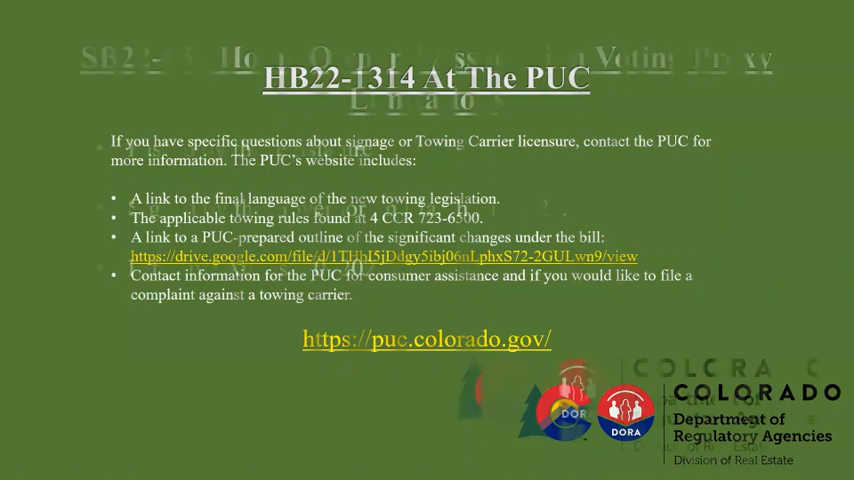 HB22-1314 At The PUC
If you have specific questions about signage or Towing Carrier licensure, contact the PUC for
more information. The PUC's website includes:
• A link to the final language of the new towing legislation.
• The applicable towing rules found at 4 CCR 723-6500.
• A link to a PUC-prepared outline of the significant changes under the bill:
https://drive.google.com/file/d/1THbI5jDdgy5ibj06nLphxS72-2GULwn9/view
• Contact information for the PUC for consumer assistance and if you would like to file a
complaint against a towing carrier.
https://puc.colorado.gov/
DORA
COLORADO
Department of
Regulatory Agencies
Division of Real Estate